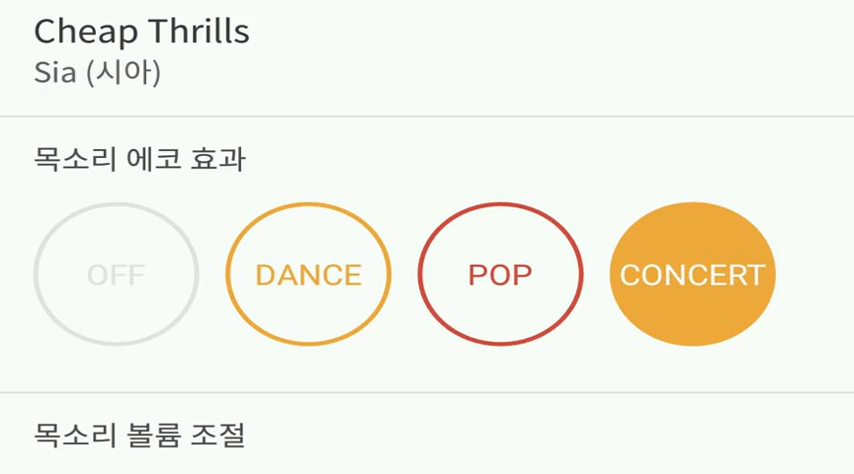 Cheap Thrills
Sia (시아)
목소리 에코 효과
OFF DANCE POP CONCERT
목소리 볼륨 조절